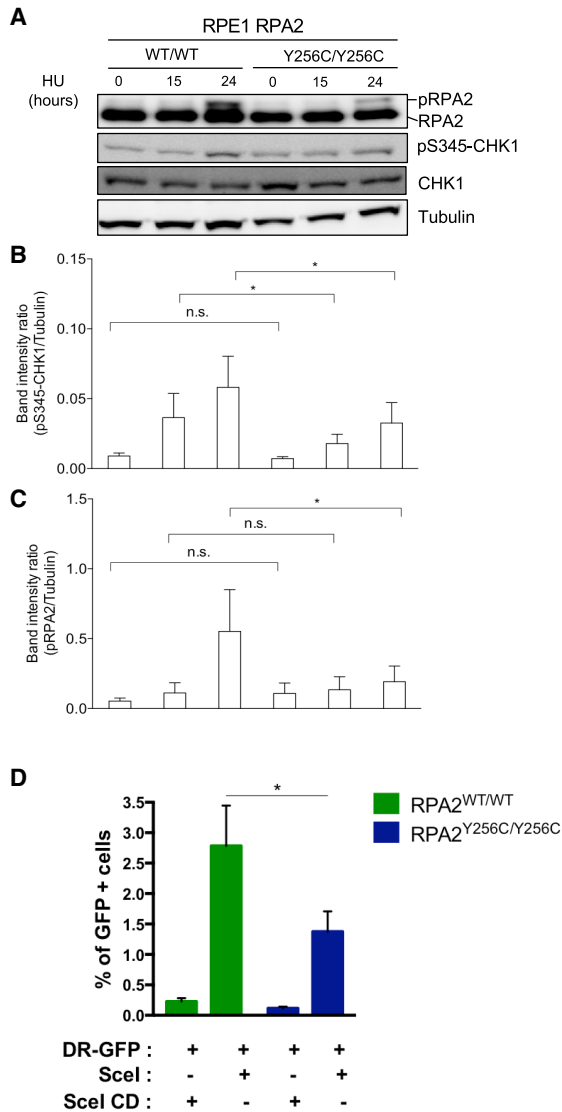 A
RPE1 RPA2
WT/WT Y256C/Y256C
HU
(hours)
0 15 24 0 15 24
pRPA2
RPA2
pS345-CHK1
CHK1
Tubulin
B
Band intensity ratio
(pS345-CHK1/Tubulin)
0.15
0.10
0.05
0.00
*
*
n.s.
C
Band intensity ratio
(pRPA2/Tubulin)
1.5
1.0
0.5
0.0
*
n.s.
n.s.
D
% of GFP + cells
3.5
3.0
2.5
2.0
1.5
1.0
0.5
0.0
*
RPA2WT/WT
RPA2Y256C/Y256C
DR-GFP : + + + +
SceI : - + - +
SceI CD : + - + -